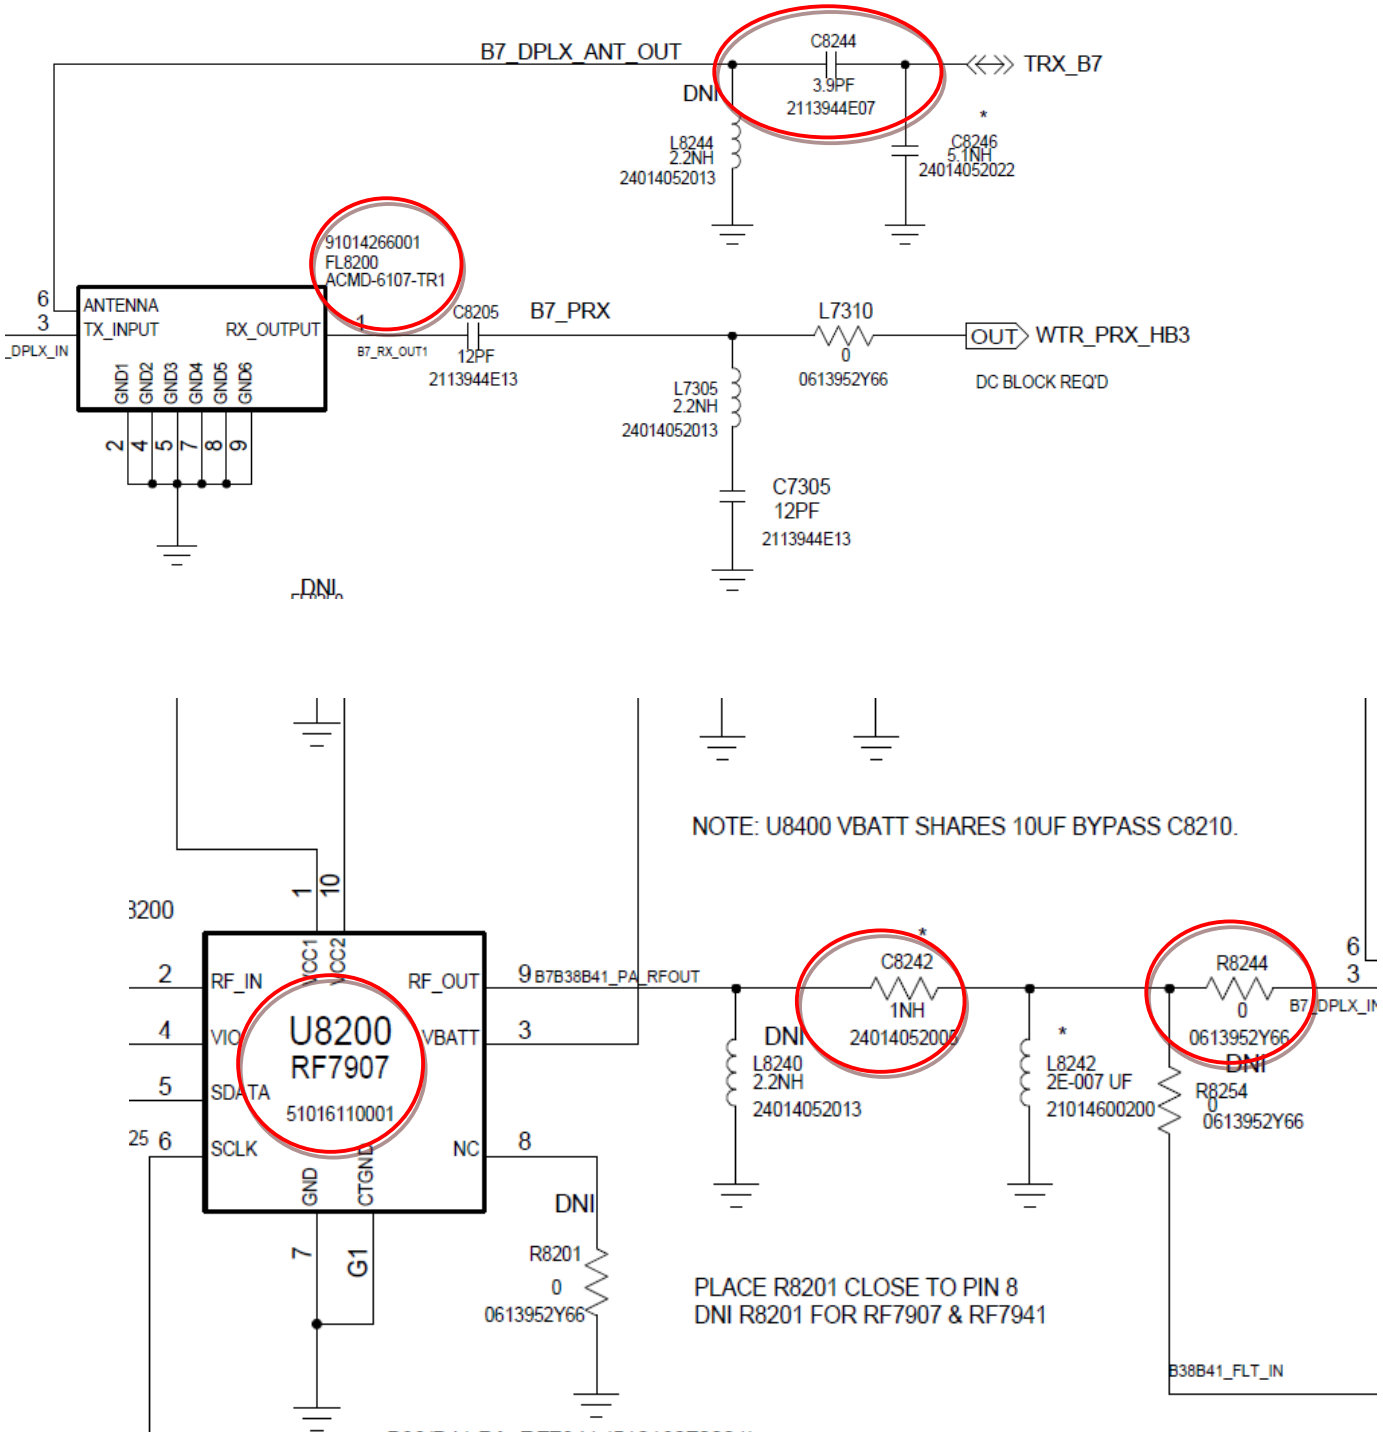 B7_DPLX_ANT_OUT
C8244
3.9PF
2113944E07
TRX_B7
DNI
L8244
2.2NH
24014052013
*
C8246
5.1NH
24014052022
91014266001
FL8200
ACMD-6107-TR1
6
3
_DPLX_IN
ANTENNA
TX_INPUT
RX_OUTPUT
GND1
GND2
GND3
GND4
GND5
GND6
1
B7_RX_OUT1
2
4
5
7
8
9
C8205
12PF
2113944E13
B7_PRX
L7310
0
0613952Y66
OUT
WTR_PRX_HB3
DC BLOCK REQ'D
L7305
2.2NH
24014052013
C7305
12PF
2113944E13
DNI
NOTE: U8400 VBATT SHARES 10UF BYPASS C8210.
1
10
8200
2
4
5
25 6
RF_IN
VIO
SDATA
SCLK
VCC1
VCC2
RF_OUT
VBATT
NC
GND
CTGND
U8200
RF7907
51016110001
9
B7B38B41_PA_RFOUT
3
8
7
G1
DNI
R8201
0
0613952Y66
DNI
L8240
2.2NH
24014052013
*
C8242
1NH
24014052005
*
L8242
2E-007 UF
21014600200
R8244
0
0613952Y66
6
3
B7_DPLX_IN
DNI
R8254
0
0613952Y66
PLACE R8201 CLOSE TO PIN 8
DNI R8201 FOR RF7907 & RF7941
B38B41_FLT_IN